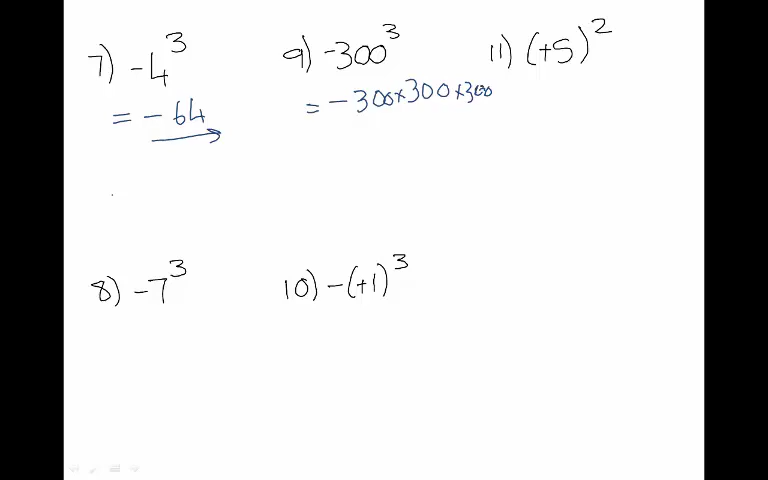 7) -4³ 9) -300³ 11) (+5)²
= -64 = -300×300×300
8) -7³ 10) -(+1)³